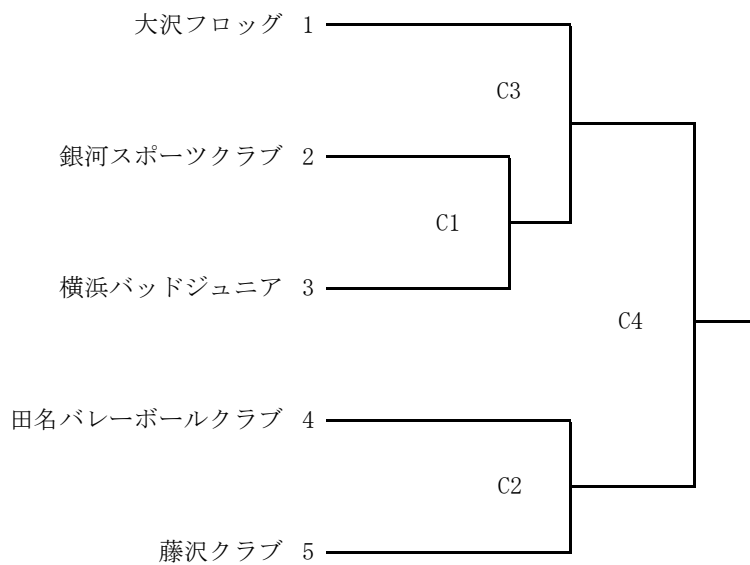 大沢フロッグ 1
C3
銀河スポーツクラブ 2
C1
横浜バッドジュニア 3
C4
田名バレーボールクラブ 4
C2
藤沢クラブ 5